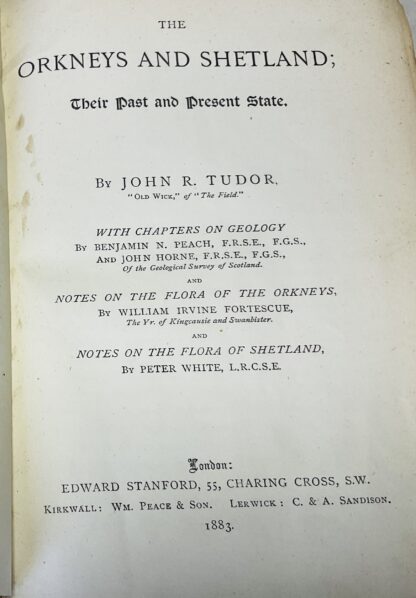 THE
ORKNEYS AND SHETLAND;
Their Past and Present State.
BY JOHN R. TUDOR,
"OLD WICK," of "The Field."
WITH CHAPTERS ON GEOLOGY
BY BENJAMIN N. PEACH, F.R.S.E., F.G.S.,
AND JOHN HORNE, F.R.S.E., F.G.S.,
Of the Geological Survey of Scotland.
AND
NOTES ON THE FLORA OF THE ORKNEYS,
BY WILLIAM IRVINE FORTESCUE,
The Yr. of Kingcausie and Swanbister.
AND
NOTES ON THE FLORA OF SHETLAND,
BY PETER WHITE, L.R.C.S.E.
London:
EDWARD STANFORD, 55, CHARING CROSS, S.W.
KIRKWALL: WM. PEACE & SON. LERWICK: C. & A. SANDISON.
1883.